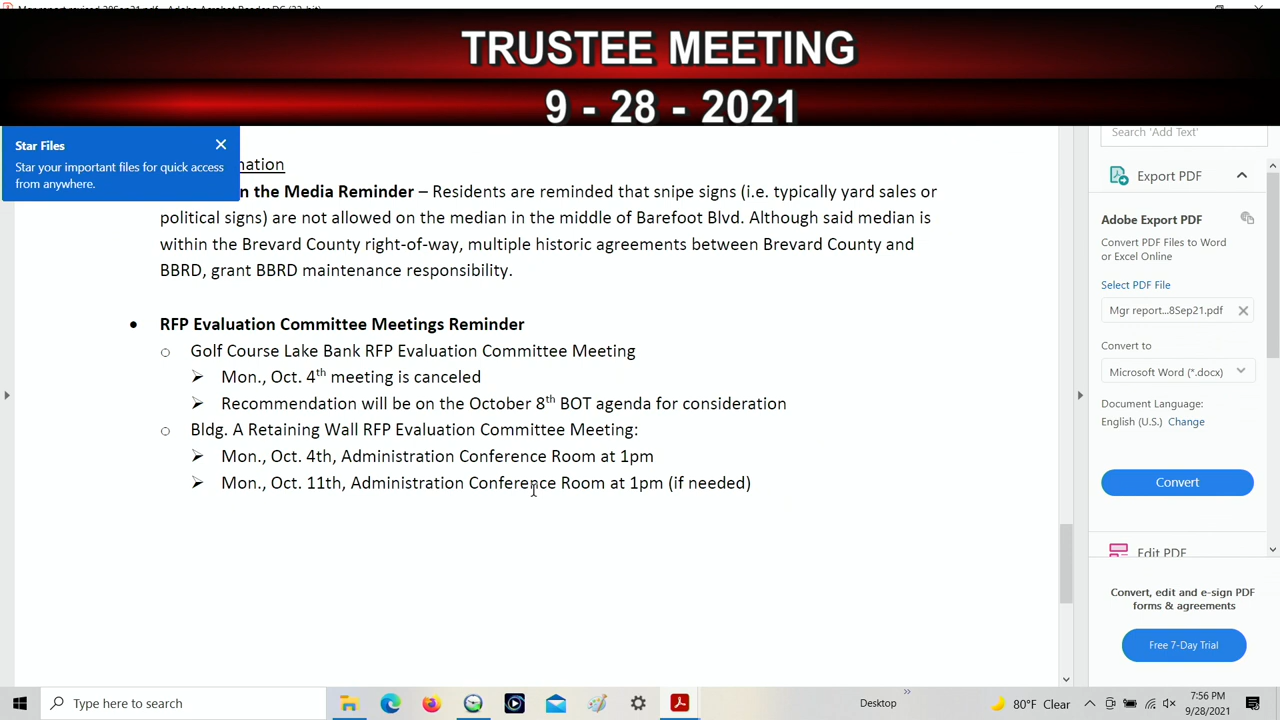 TRUSTEE MEETING
9 - 28 - 2021
Star Files
Star your important files for quick access
from anywhere.
n the Media Reminder – Residents are reminded that snipe signs (i.e. typically yard sales or
political signs) are not allowed on the median in the middle of Barefoot Blvd. Although said median is
within the Brevard County right-of-way, multiple historic agreements between Brevard County and
BBRD, grant BBRD maintenance responsibility.
• RFP Evaluation Committee Meetings Reminder
○ Golf Course Lake Bank RFP Evaluation Committee Meeting
➢ Mon., Oct. 4th meeting is canceled
➢ Recommendation will be on the October 8th BOT agenda for consideration
○ Bldg. A Retaining Wall RFP Evaluation Committee Meeting:
➢ Mon., Oct. 4th, Administration Conference Room at 1pm
➢ Mon., Oct. 11th, Administration Conference Room at 1pm (if needed)
Search 'Add Text'
Export PDF
Adobe Export PDF
Convert PDF Files to Word
or Excel Online
Select PDF File
Mgr report...8Sep21.pdf
Convert to
Microsoft Word (*.docx)
Document Language:
English (U.S.) Change
Convert
Edit PDF
Convert, edit and e-sign PDF
forms & agreements
Free 7-Day Trial
Type here to search
Desktop
80°F Clear
7:56 PM
9/28/2021